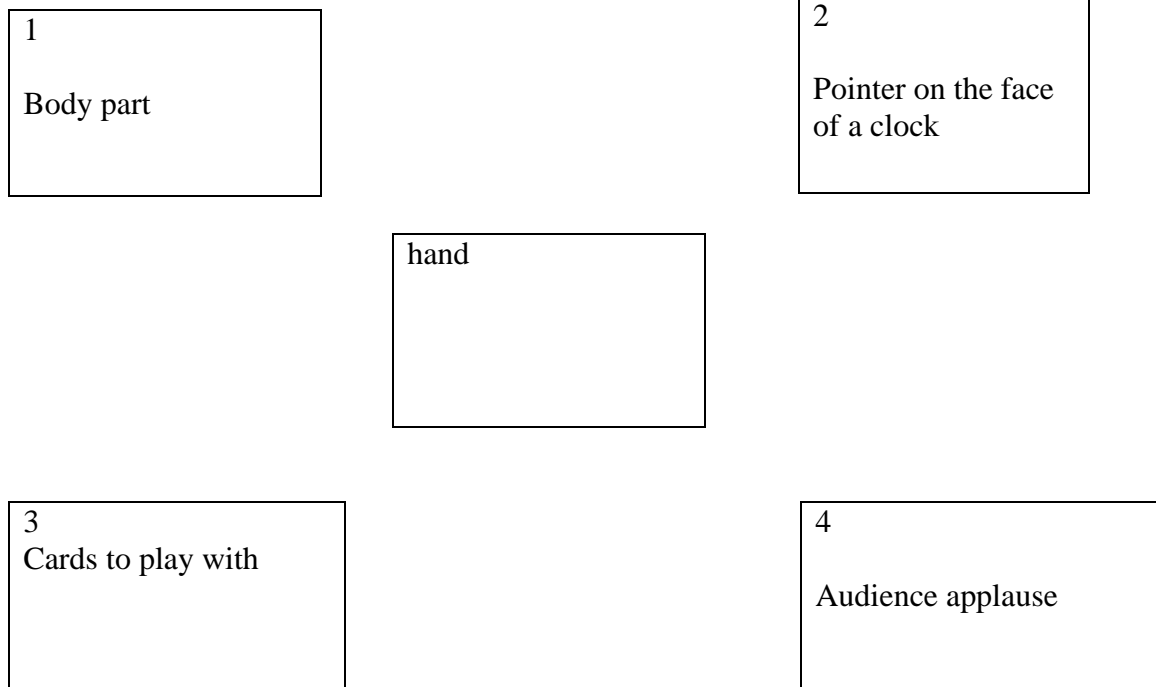 1
Body part
2
Pointer on the face
of a clock
hand
3
Cards to play with
4
Audience applause